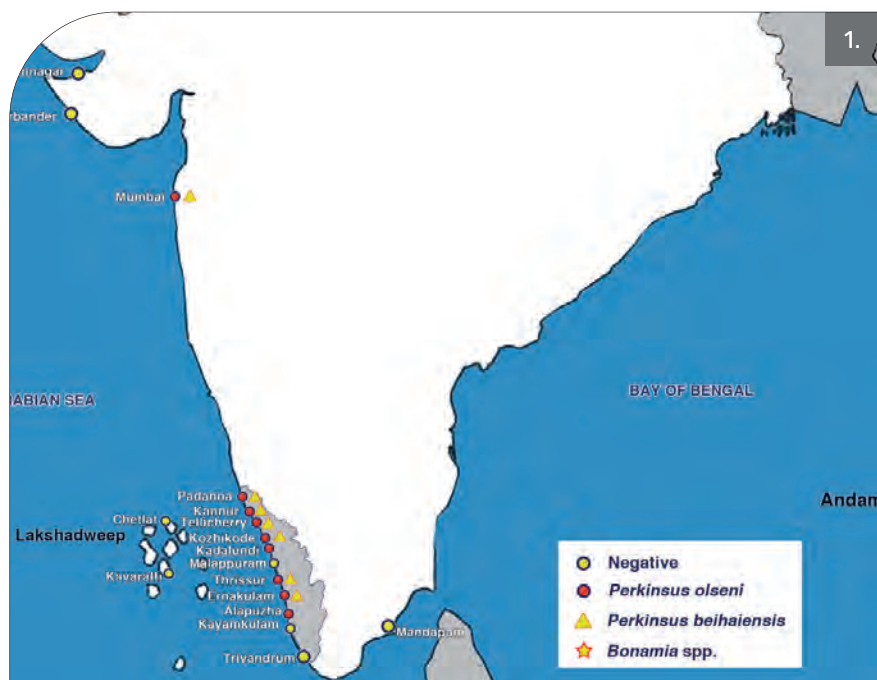 1.
rbander
Mumbai
ABIAN SEA
BAY OF BENGAL
Padanna
Kannur
Tellicherry
Chetlat
Andam
Lakshadweep
Kozhikode
Kadalundi
Malappuram
Kavaratti
Thrissur
Ernakulam
Alapuzha
Kayamkulam
Mandapam
Trivandrum
Negative
Perkinsus olseni
Perkinsus beihaiensis
Bonamia spp.